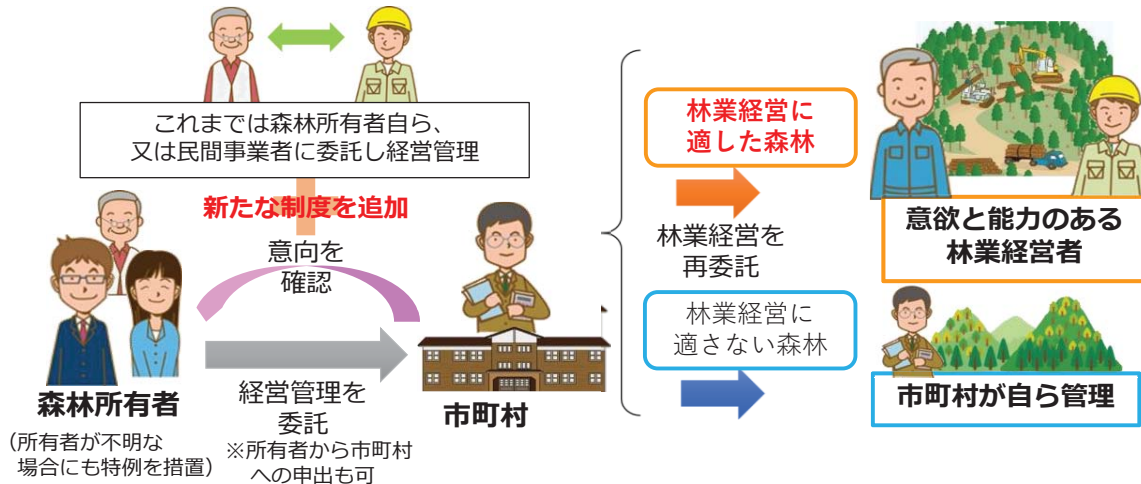 これまでは森林所有者自ら、
又は民間事業者に委託し経営管理
新たな制度を追加
意向を
確認
森林所有者
(所有者が不明な
場合にも特例を措置)
経営管理を
委託
※所有者から市町村
への申出も可
市町村
林業経営に
適した森林
林業経営を
再委託
林業経営に
適さない森林
意欲と能力のある
林業経営者
市町村が自ら管理